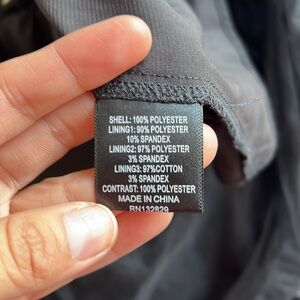 SHELL: 100% POLYESTER
LINING1: 90% POLYESTER
10% SPANDEX
LINING2: 97% POLYESTER
3% SPANDEX
LINING3: 97%COTTON
3% SPANDEX
CONTRAST: 100% POLYESTER
MADE IN CHINA
RN132829